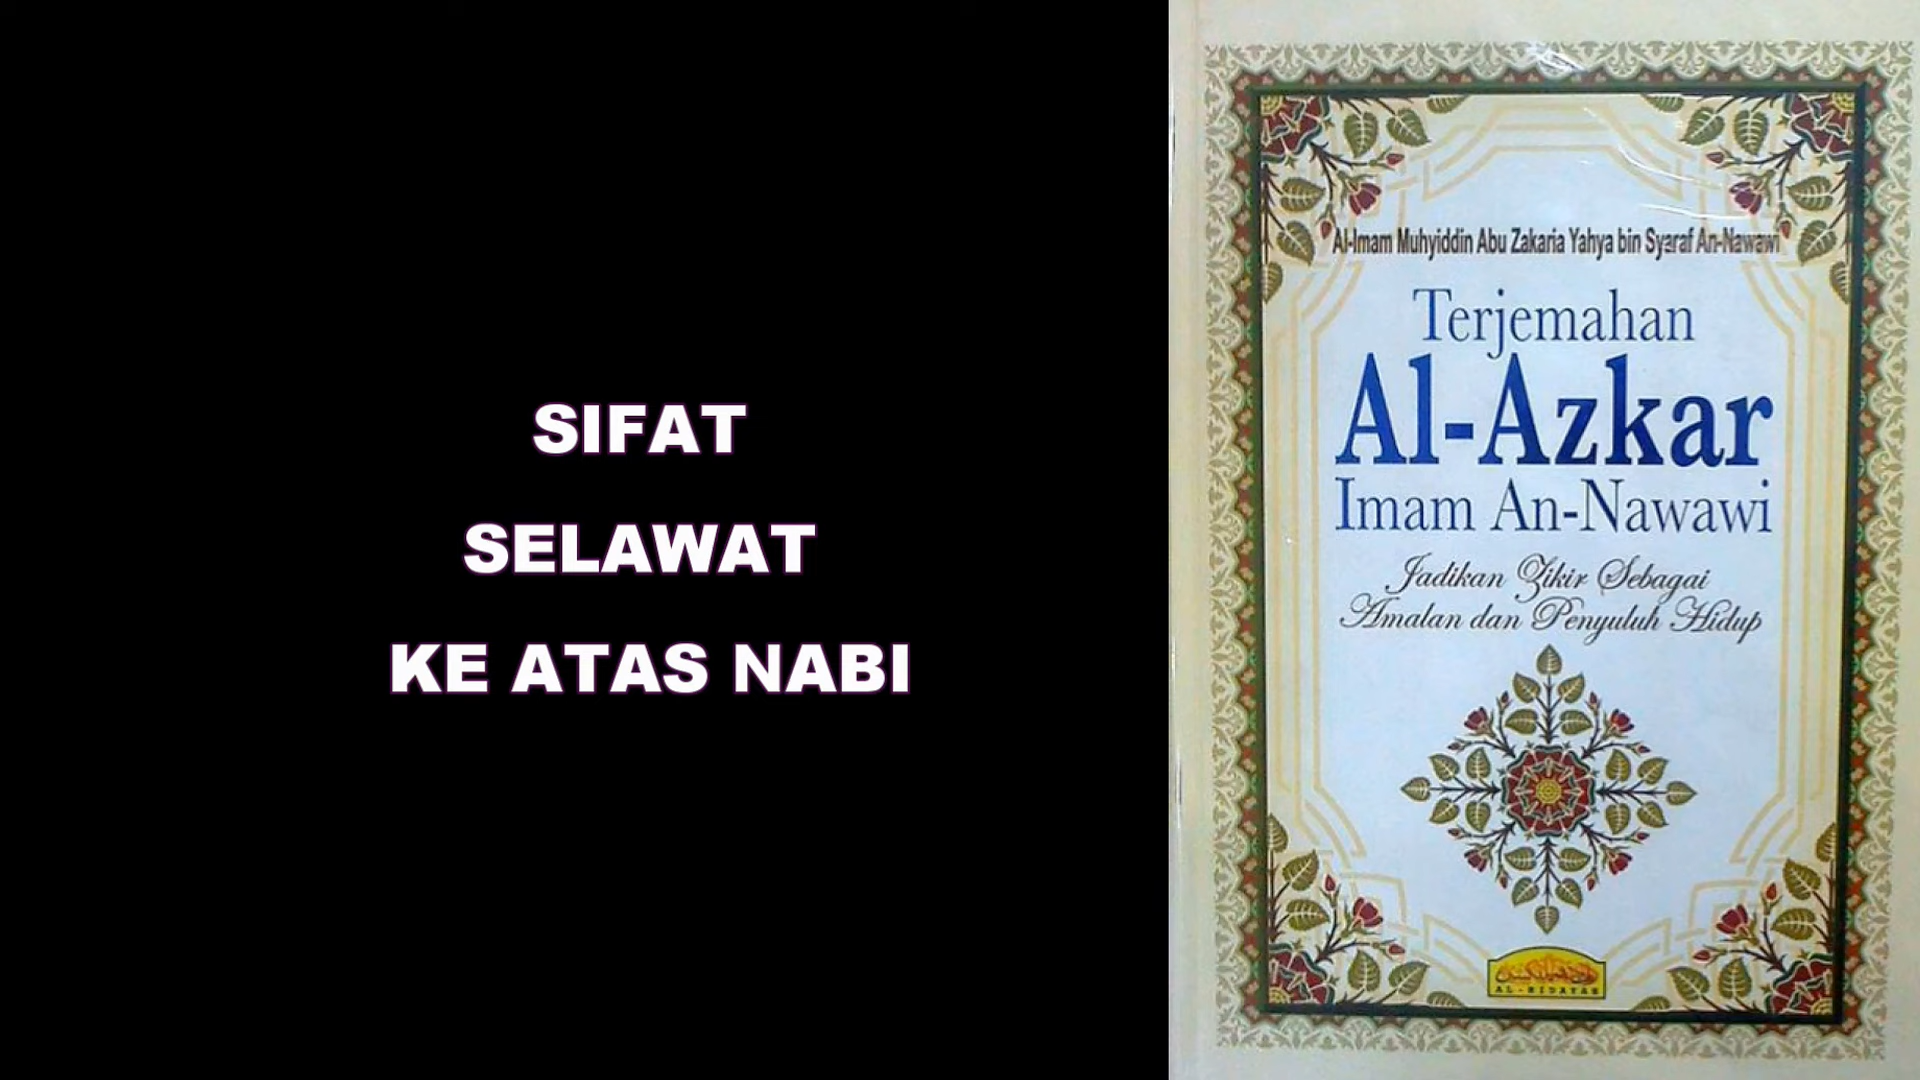 SIFAT
SELAWAT
KE ATAS NABI
Al-Imam Muhyiddin Abu Zakaria Yahya bin Syaraf An-Nawawi
Terjemahan
Al-Azkar
Imam An-Nawawi
Jadikan Zikir Sebagai
Amalan dan Penyuluh Hidup
AL-HIDAYAH